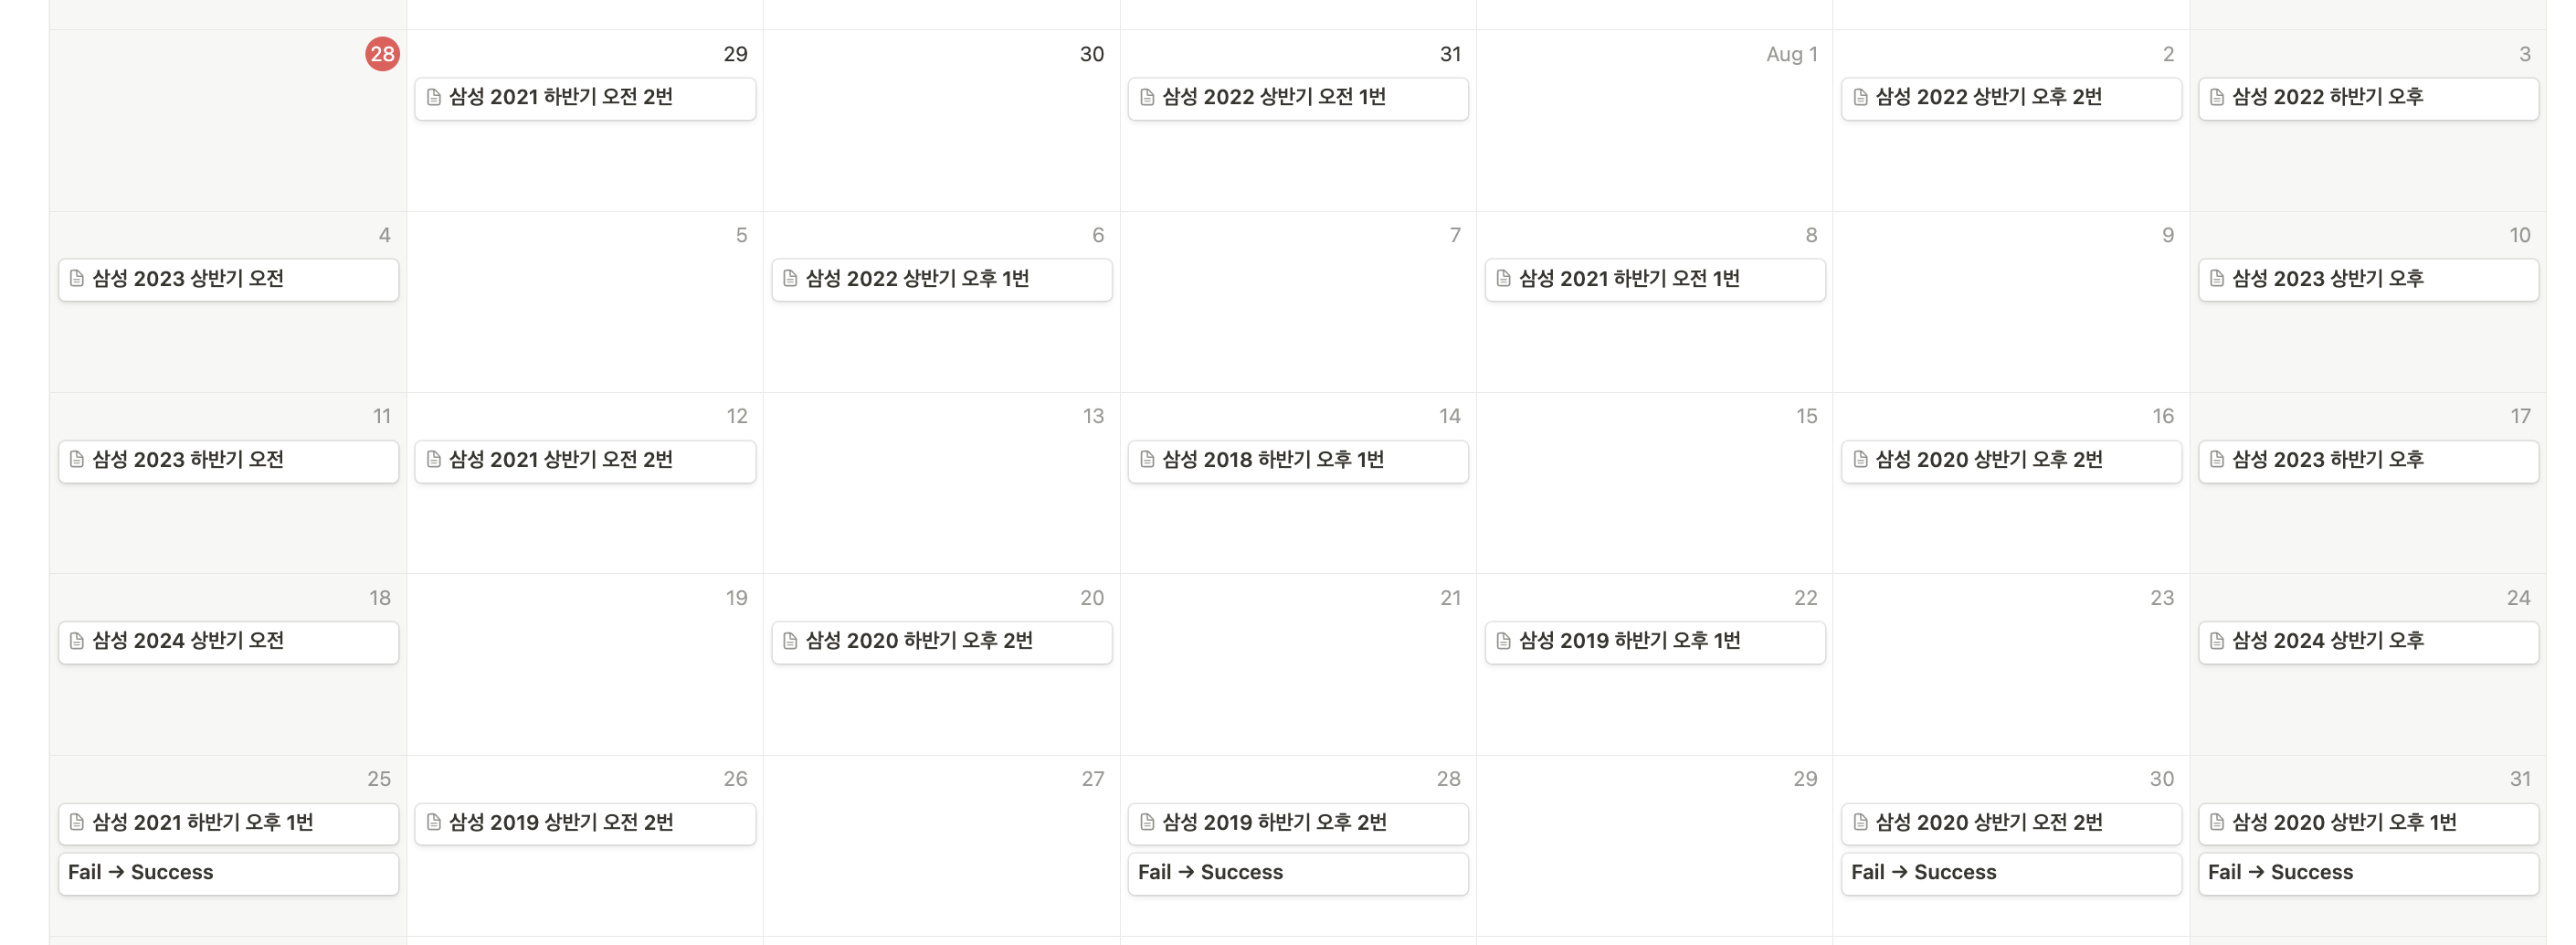 28
29
30
31
Aug 1
2
3
삼성 2021 하반기 오전 2번
삼성 2022 상반기 오전 1번
삼성 2022 상반기 오후 2번
삼성 2022 하반기 오후
4
5
6
7
8
9
10
삼성 2023 상반기 오전
삼성 2022 상반기 오후 1번
삼성 2021 하반기 오전 1번
삼성 2023 상반기 오후
11
12
13
14
15
16
17
삼성 2023 하반기 오전
삼성 2021 상반기 오전 2번
삼성 2018 하반기 오후 1번
삼성 2020 상반기 오후 2번
삼성 2023 하반기 오후
18
19
20
21
22
23
24
삼성 2024 상반기 오전
삼성 2020 하반기 오후 2번
삼성 2019 하반기 오후 1번
삼성 2024 상반기 오후
25
26
27
28
29
30
31
삼성 2021 하반기 오후 1번
삼성 2019 상반기 오전 2번
삼성 2019 하반기 오후 2번
삼성 2020 상반기 오전 2번
삼성 2020 상반기 오후 1번
Fail → Success
Fail → Success
Fail → Success
Fail → Success